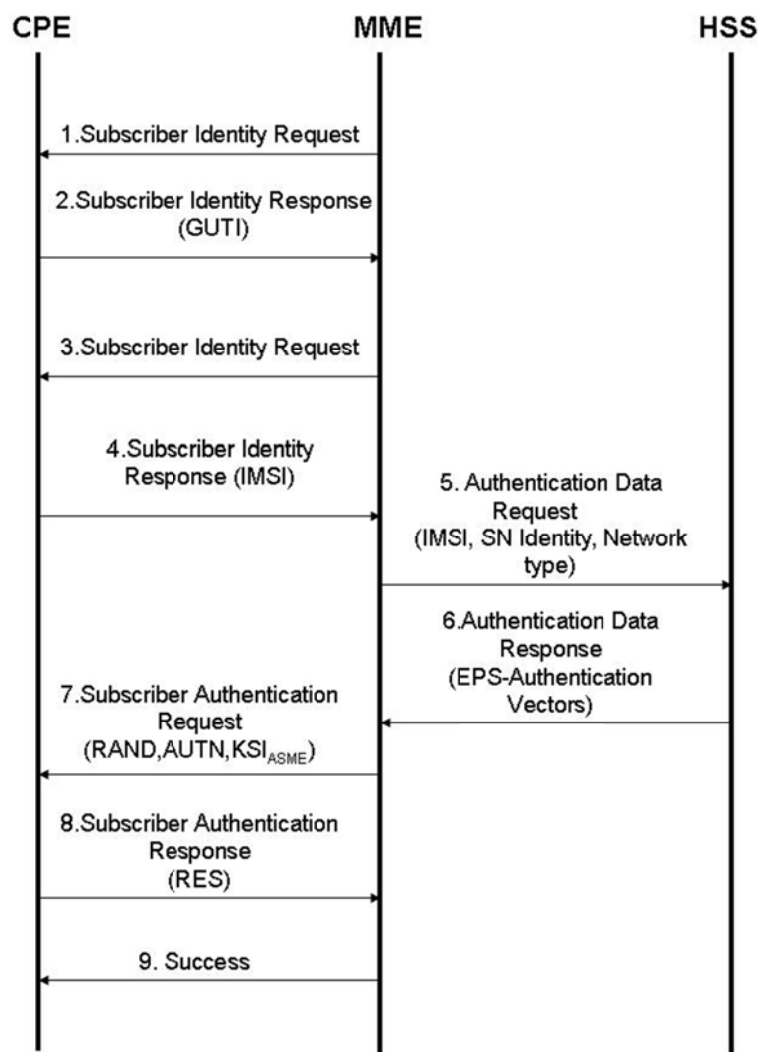 CPE
MME
HSS
1.Subscriber Identity Request
2.Subscriber Identity Response
(GUTI)
3.Subscriber Identity Request
4.Subscriber Identity
Response (IMSI)
5. Authentication Data
Request
(IMSI, SN Identity, Network
type)
6.Authentication Data
Response
(EPS-Authentication
Vectors)
7.Subscriber Authentication
Request
(RAND,AUTN,KSI_ASME)
8.Subscriber Authentication
Response
(RES)
9. Success